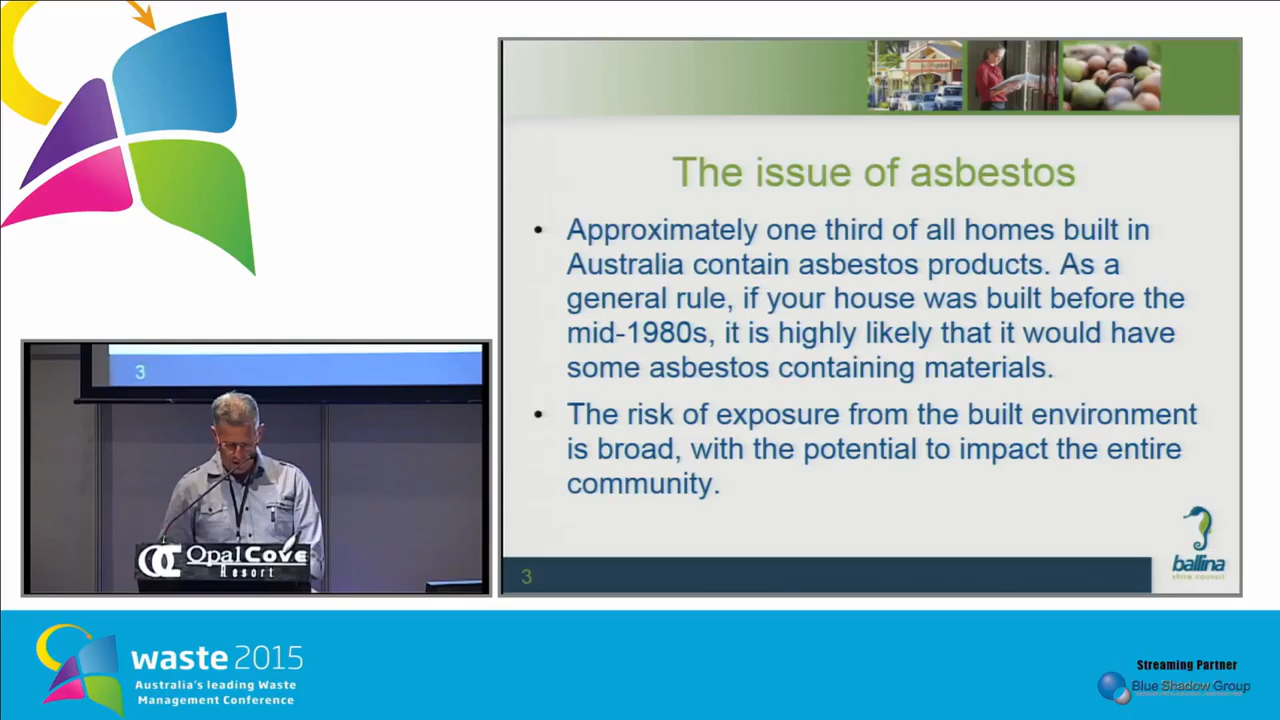 The issue of asbestos
• Approximately one third of all homes built in
Australia contain asbestos products. As a
general rule, if your house was built before the
mid-1980s, it is highly likely that it would have
some asbestos containing materials.
• The risk of exposure from the built environment
is broad, with the potential to impact the entire
community.
3
ballina
shire council
3
OC OpalCove
Resort
waste 2015
Australia's leading Waste
Management Conference
Streaming Partner
Blue Shadow Group